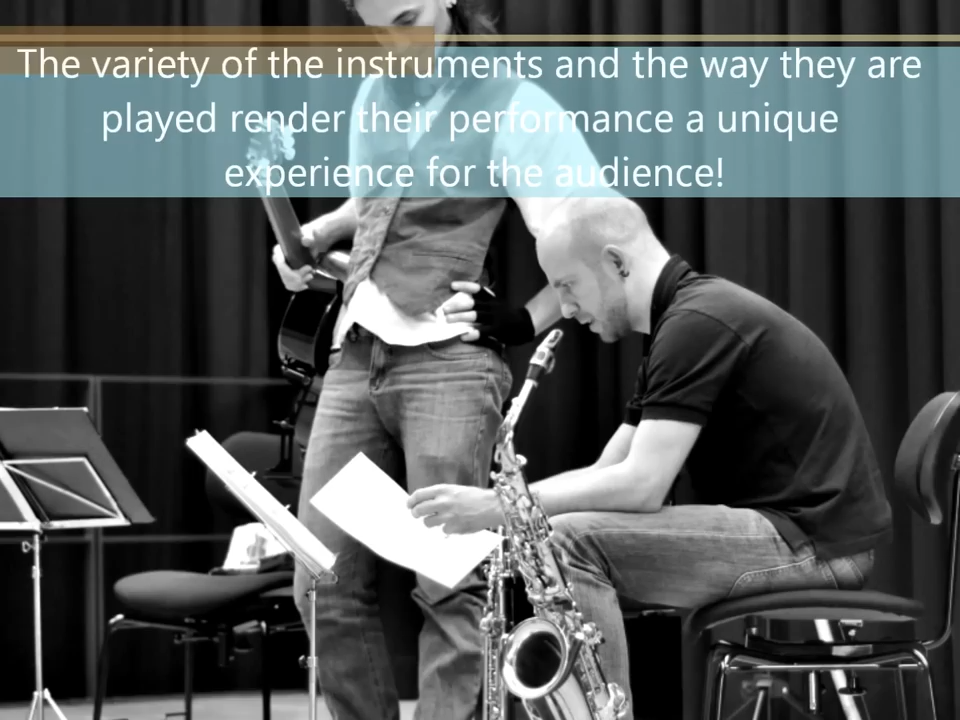 The variety of the instruments and the way they are
played render their performance a unique
experience for the audience!